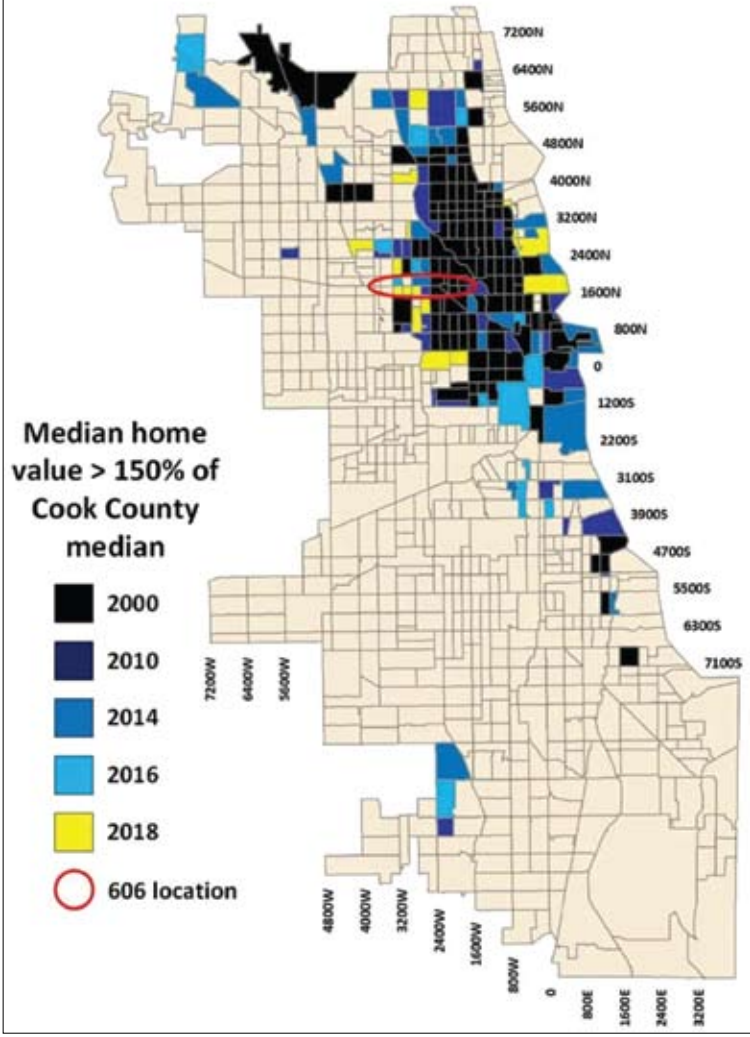 7200N
6400N
5600N
4800N
4000N
3200N
2400N
1600N
800N
0
1200S
2200S
3100S
3900S
4700S
5500S
6300S
7100S
Median home
value > 150% of
Cook County
median
2000
2010
2014
2016
2018
606 location
7200W
6400W
5600W
4800W
4000W
3200W
2400W
1600W
800W
0
800E
1600E
2400E
3200E